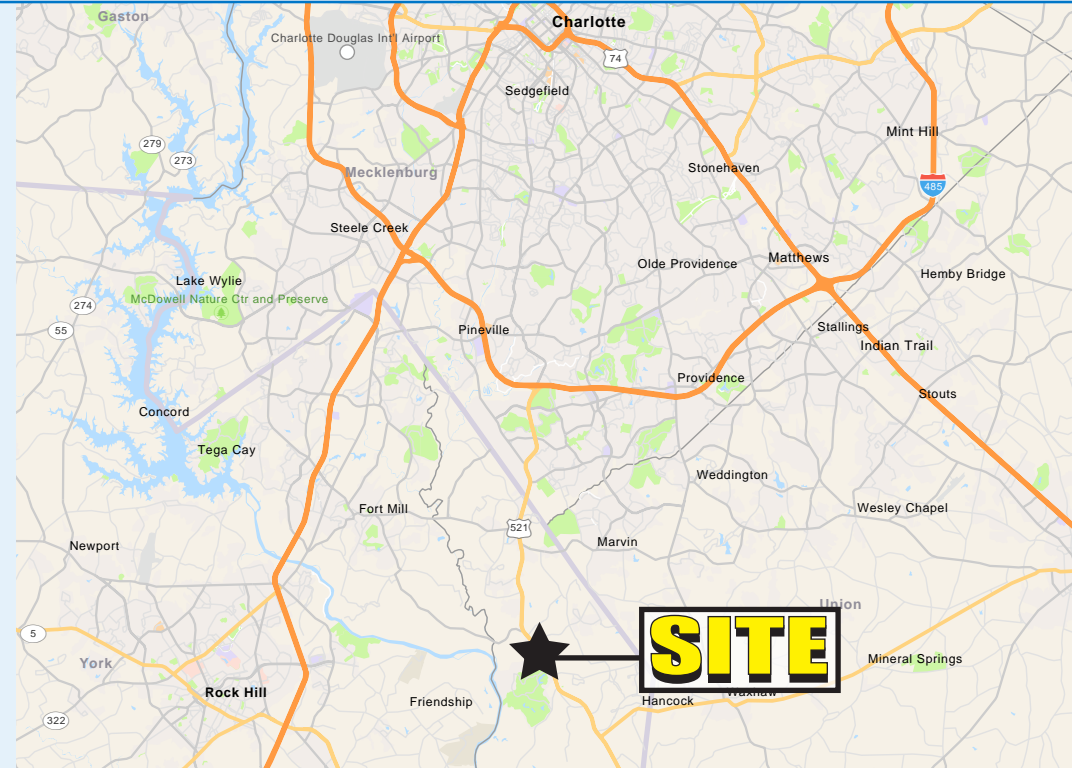 Gaston
Charlotte
Charlotte Douglas Int'l Airport
74
Sedgefield
Mint Hill
279
273
Mecklenburg
Stonehaven
485
Steele Creek
Olde Providence
Matthews
Hemby Bridge
Lake Wylie
McDowell Nature Ctr and Preserve
274
55
Pineville
Stallings
Indian Trail
Providence
Stouts
Concord
Tega Cay
Weddington
Fort Mill
Wesley Chapel
521
Newport
Marvin
Union
5
SITE
York
Mineral Springs
Rock Hill
Waxhaw
Friendship
Hancock
322